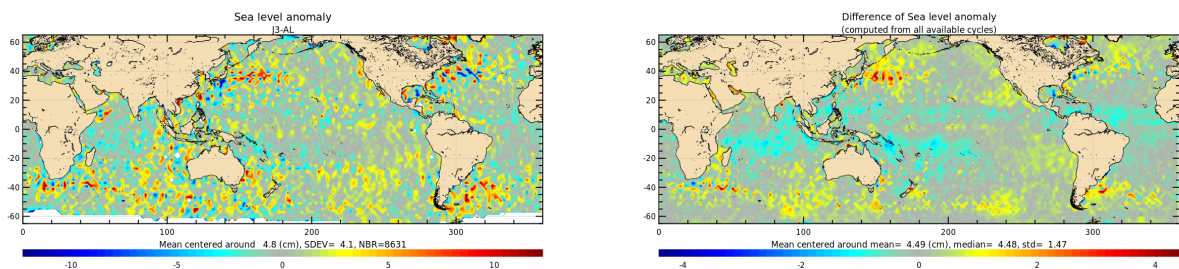 Sea level anomaly
J3-AL
60
40
20
0
-20
-40
-60
0 100 200 300
Mean centered around 4.8 (cm), SDEV= 4.1, NBR=8631
-10 -5 0 5 10
Difference of Sea level anomaly
(computed from all available cycles)
60
40
20
0
-20
-40
-60
0 100 200 300
Mean centered around mean= 4.49 (cm), median= 4.48, std= 1.47
-4 -2 0 2 4